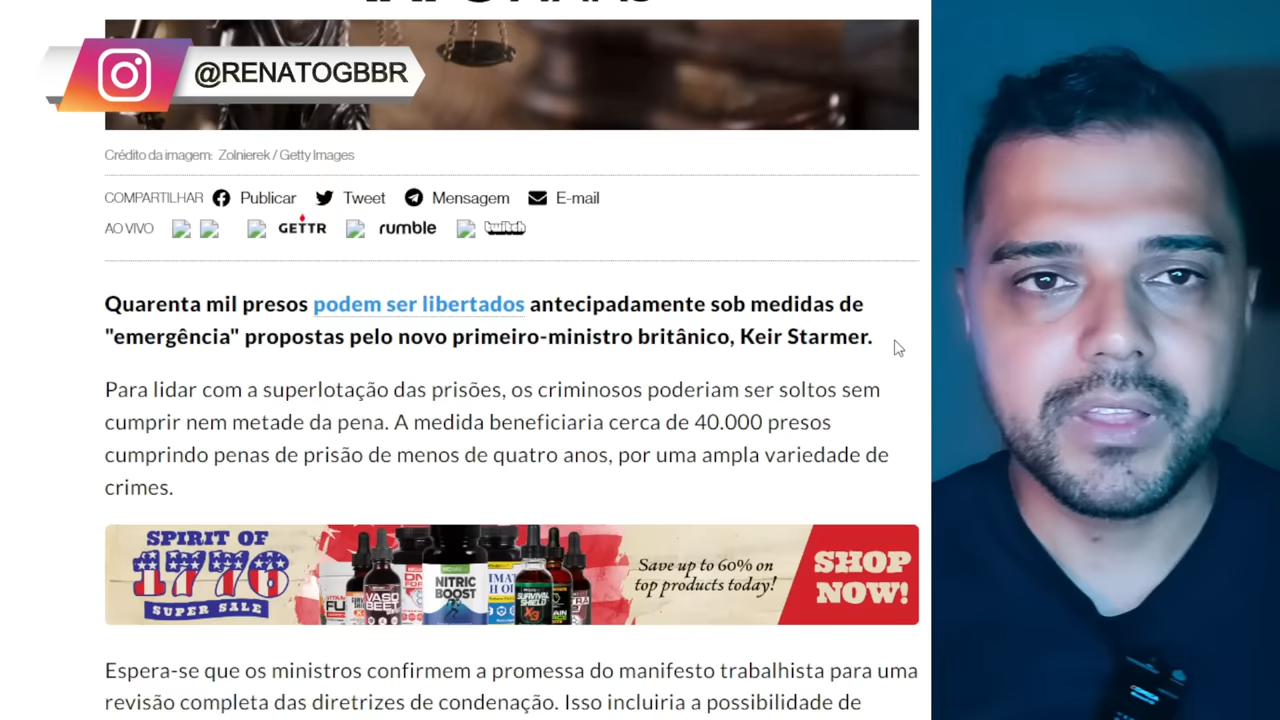 @RENATOGBBR
Crédito da imagem: Zolnierek / Getty Images
COMPARTILHAR Publicar Tweet Mensagem E-mail
AO VIVO GETTR rumble twitch
Quarenta mil presos podem ser libertados antecipadamente sob medidas de
"emergência" propostas pelo novo primeiro-ministro britânico, Keir Starmer.
Para lidar com a superlotação das prisões, os criminosos poderiam ser soltos sem
cumprir nem metade da pena. A medida beneficiaria cerca de 40.000 presos
cumprindo penas de prisão de menos de quatro anos, por uma ampla variedade de
crimes.
SPIRIT OF
1776
SUPER SALE
VASO
BEET
NITRIC
BOOST
SURVIVAL
SHIELD
X3
Save up to 60% on
top products today!
SHOP
NOW!
Espera-se que os ministros confirmem a promessa do manifesto trabalhista para uma
revisão completa das diretrizes de condenação. Isso incluiria a possibilidade de